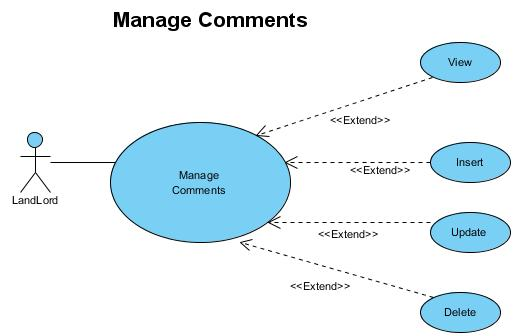 Manage Comments
View
<<Extend>>
Insert
<<Extend>>
Manage
Comments
LandLord
Update
<<Extend>>
<<Extend>>
Delete